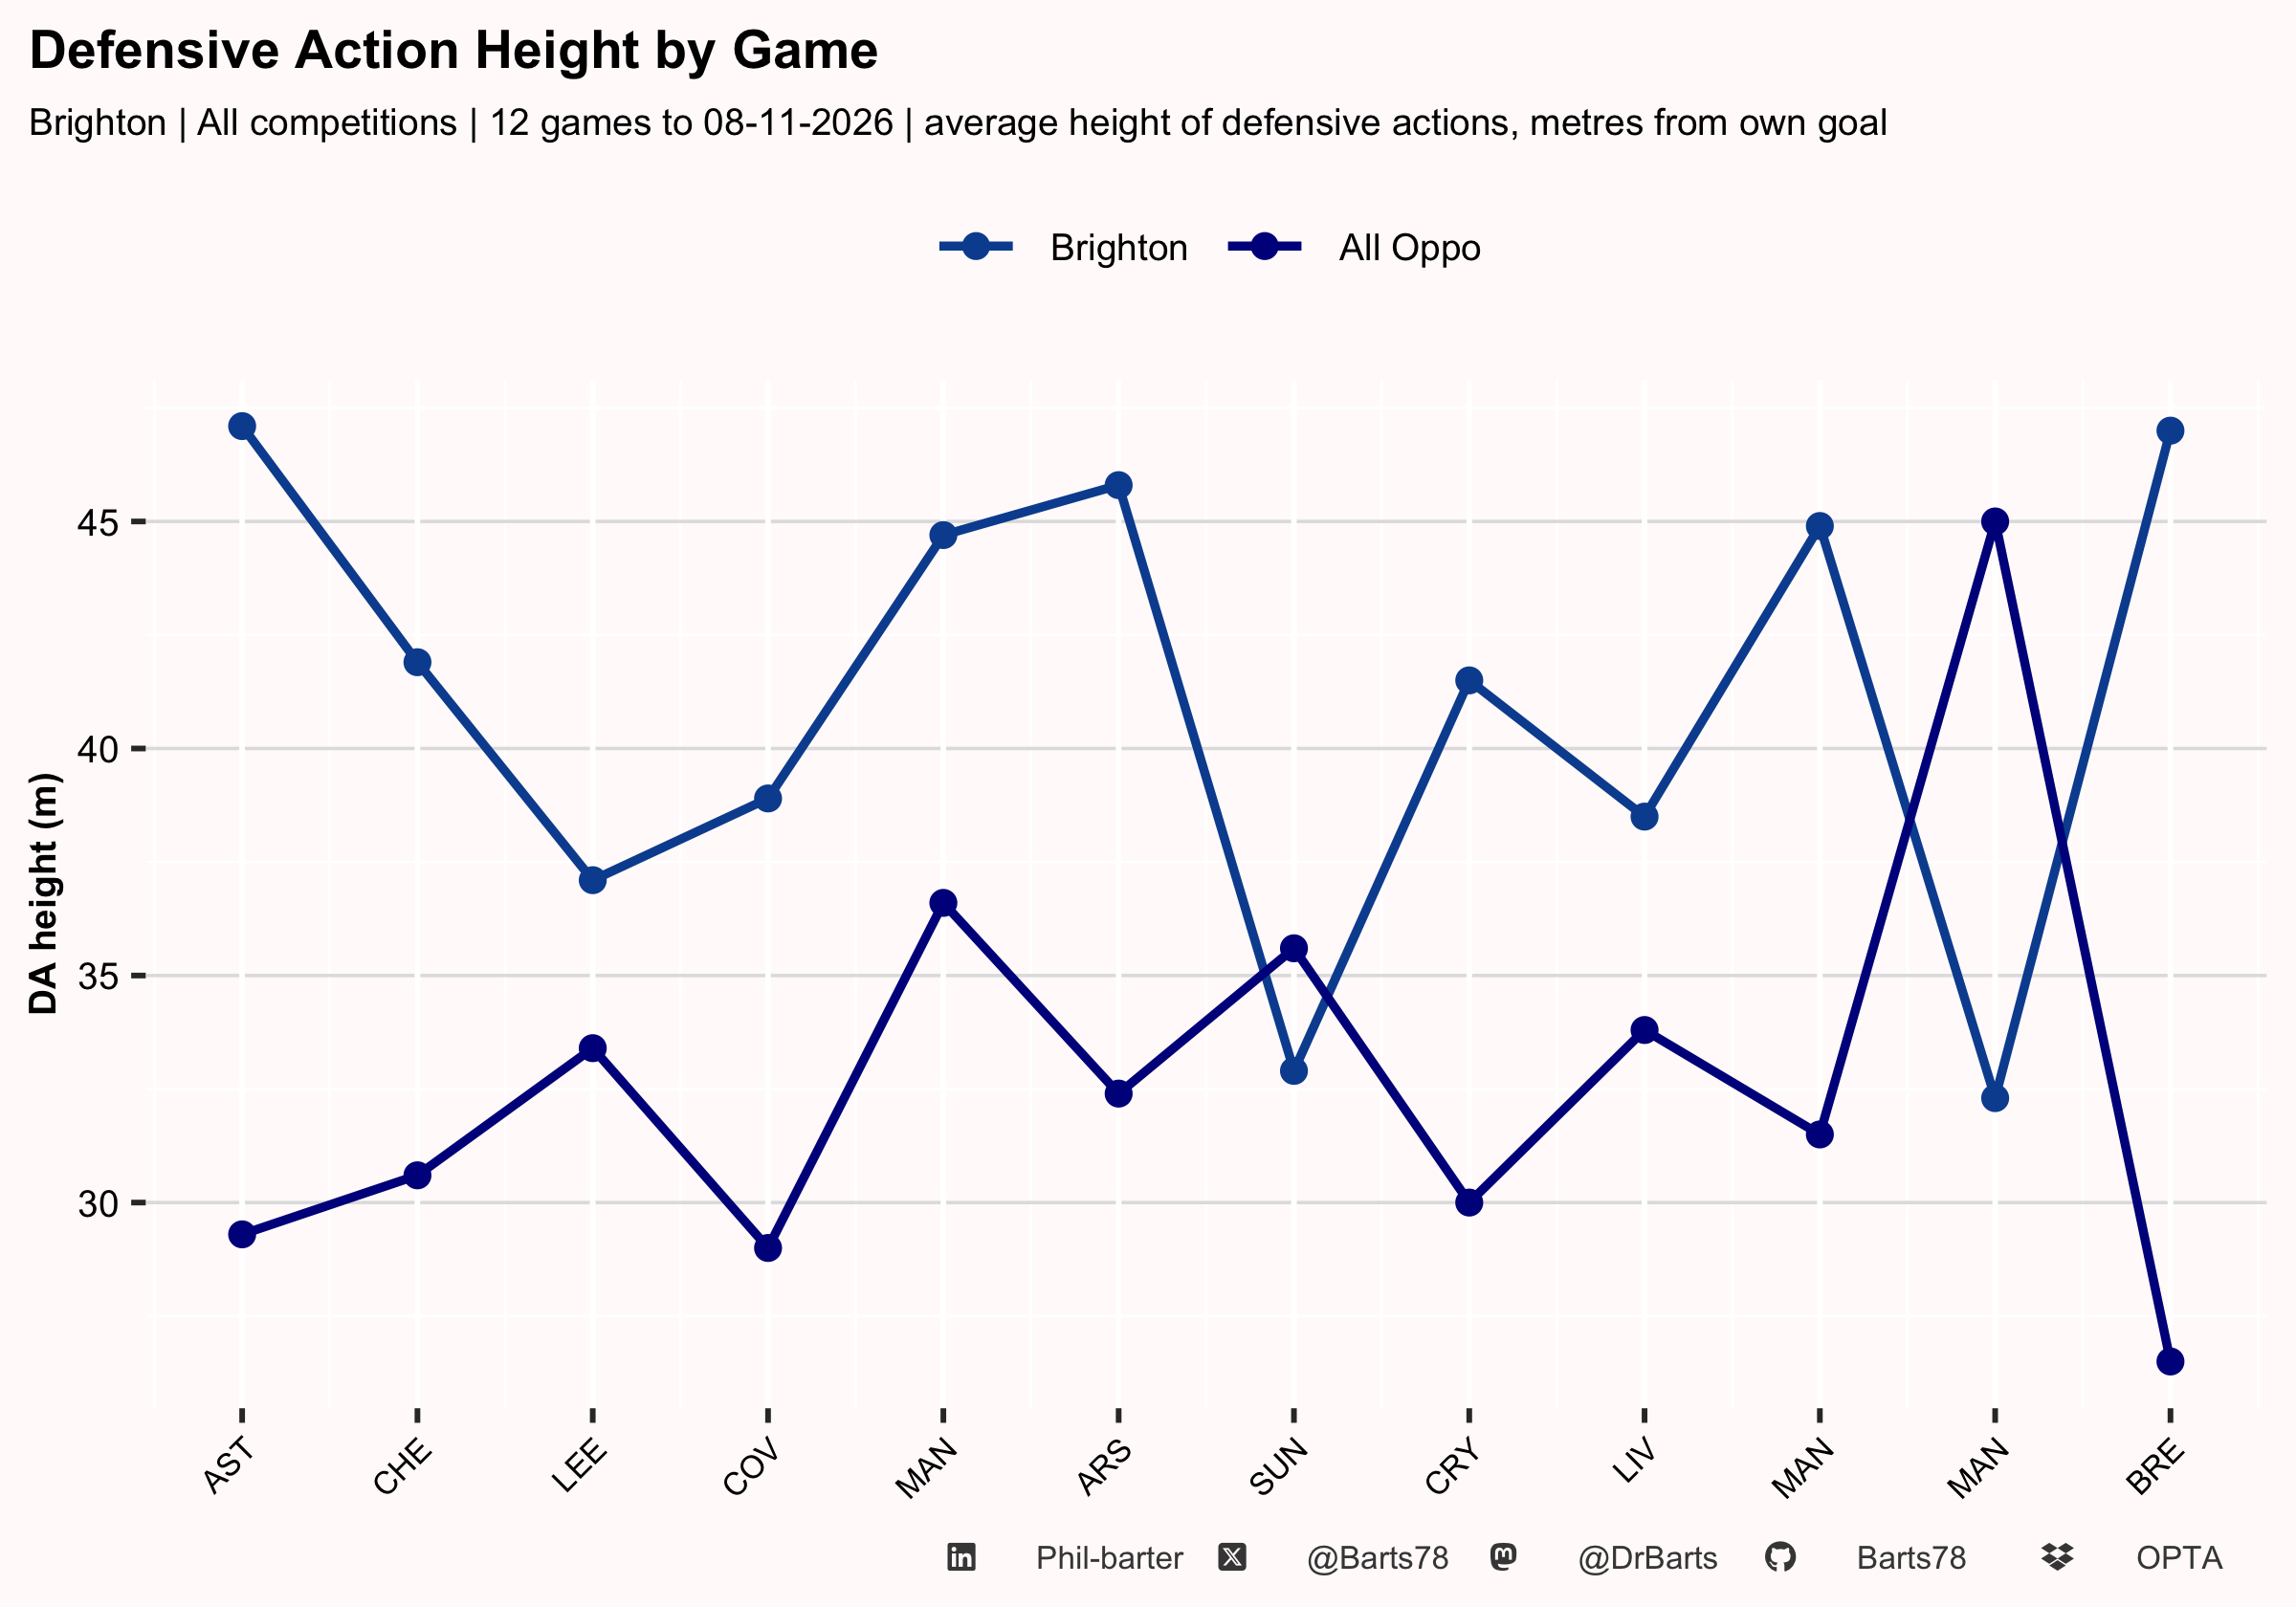 Defensive Action Height by Game
Brighton | All competitions | 12 games to 08-11-2026 | average height of defensive actions, metres from own goal
Brighton All Oppo
DA height (m)
45
40
35
30
AST CHE LEE COV MAN ARS SUN CRY LIV MAN MAN BRE
Phil-barter @Barts78 @DrBarts Barts78 OPTA